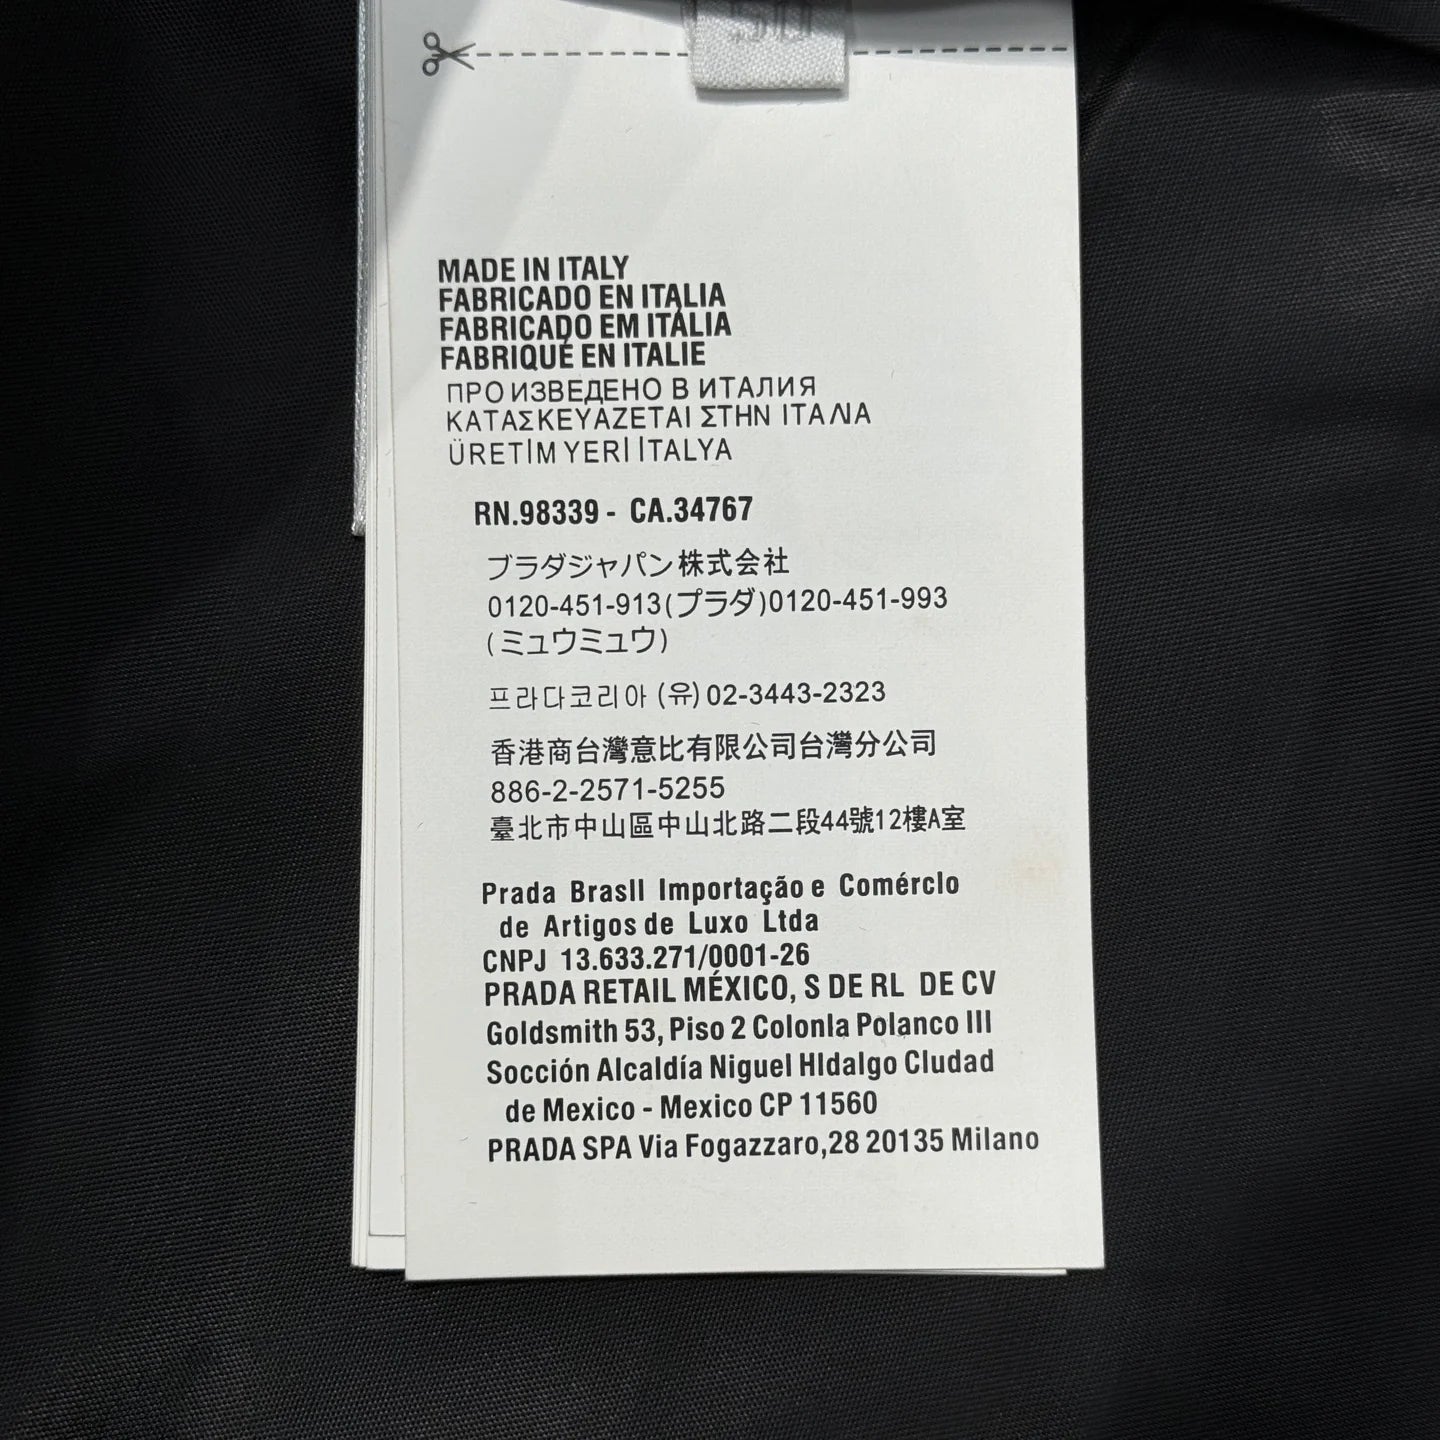 50
MADE IN ITALY
FABRICADO EN ITALIA
FABRICADO EM ITÁLIA
FABRIQUÉ EN ITALIE
ПРОИЗВЕДЕНО В ИТАЛИЯ
ΚΑΤΑΣΚΕΥΑΖΕΤΑΙ ΣΤΗΝ ΙΤΑΛΙΑ
ÜRETİM YERİ İTALYA
RN.98339 - CA.34767
ブラダジャパン株式会社
0120-451-913(プラダ)0120-451-993
(ミュウミュウ)
프라다코리아 (유) 02-3443-2323
香港商台灣意比有限公司台灣分公司
886-2-2571-5255
臺北市中山區中山北路二段44號12樓A室
Prada Brasll Importação e Comérclo
de Artigos de Luxo Ltda
CNPJ 13.633.271/0001-26
PRADA RETAIL MÉXICO, S DE RL DE CV
Goldsmith 53, Piso 2 Colonla Polanco III
Socción Alcaldía Niguel Hldalgo Cludad
de Mexico - Mexico CP 11560
PRADA SPA Via Fogazzaro,28 20135 Milano